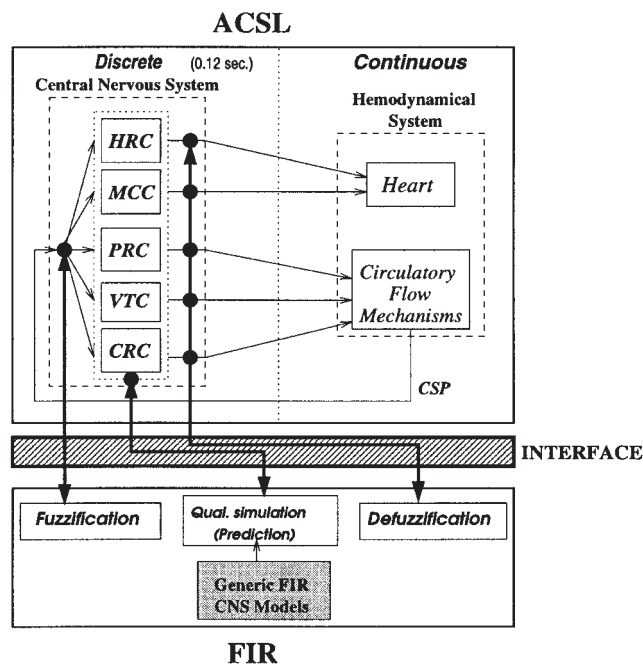 ACSL
Discrete (0.12 sec.)
Continuous
Central Nervous System
Hemodynamical
System
HRC
MCC
PRC
VTC
CRC
Heart
Circulatory
Flow
Mechanisms
CSP
INTERFACE
Fuzzification
Qual. simulation
(Prediction)
Defuzzification
Generic FIR
CNS Models
FIR